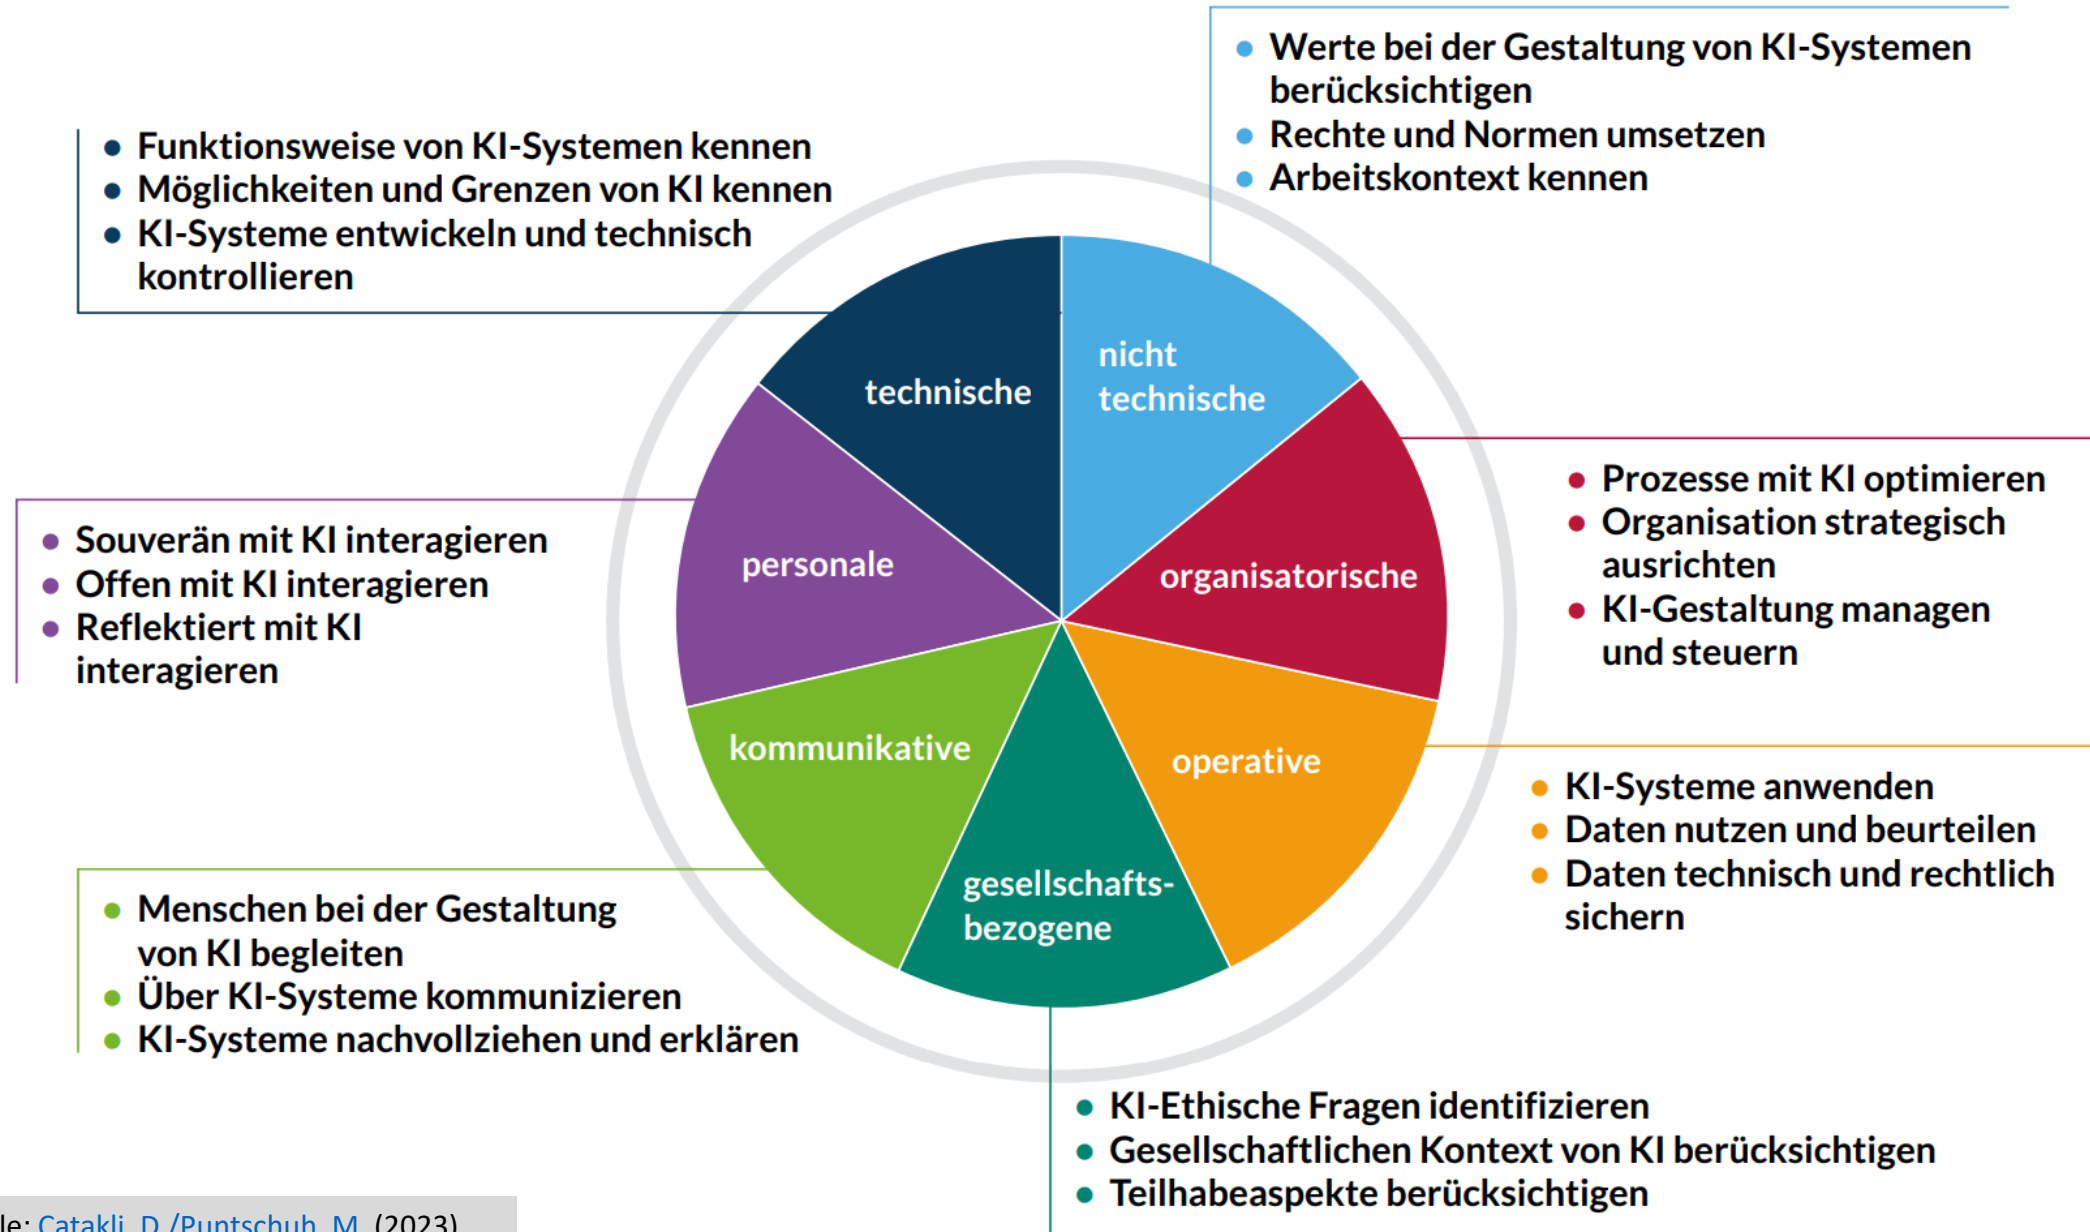 Werte bei der Gestaltung von KI-Systemen
berücksichtigen
Rechte und Normen umsetzen
Arbeitskontext kennen
Funktionsweise von KI-Systemen kennen
Möglichkeiten und Grenzen von KI kennen
KI-Systeme entwickeln und technisch
kontrollieren
nicht
technische
technische
Prozesse mit KI optimieren
Organisation strategisch
ausrichten
KI-Gestaltung managen
und steuern
organisatorische
Souverän mit KI interagieren
Offen mit KI interagieren
Reflektiert mit KI
interagieren
personale
kommunikative
operative
KI-Systeme anwenden
Daten nutzen und beurteilen
Daten technisch und rechtlich
sichern
gesellschafts-
bezogene
Menschen bei der Gestaltung
von KI begleiten
Über KI-Systeme kommunizieren
KI-Systeme nachvollziehen und erklären
KI-Ethische Fragen identifizieren
Gesellschaftlichen Kontext von KI berücksichtigen
Teilhabeaspekte berücksichtigen
le: Catakli, D./Puntschuh, M. (2023)